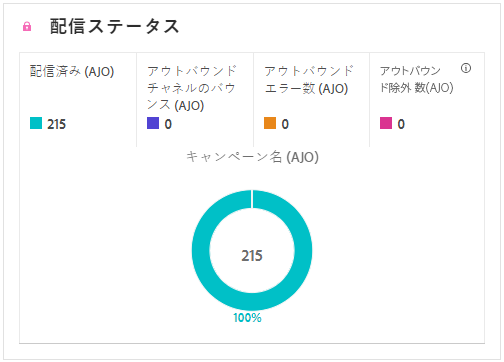 配信ステータス
配信済み (AJO)
215
アウトバウンド
チャネルのバウ
ンス (AJO)
0
アウトバウンド
エラー数 (AJO)
0
アウトバウン
ド除外 数(AJO)
0
キャンペーン名 (AJO)
215
100%